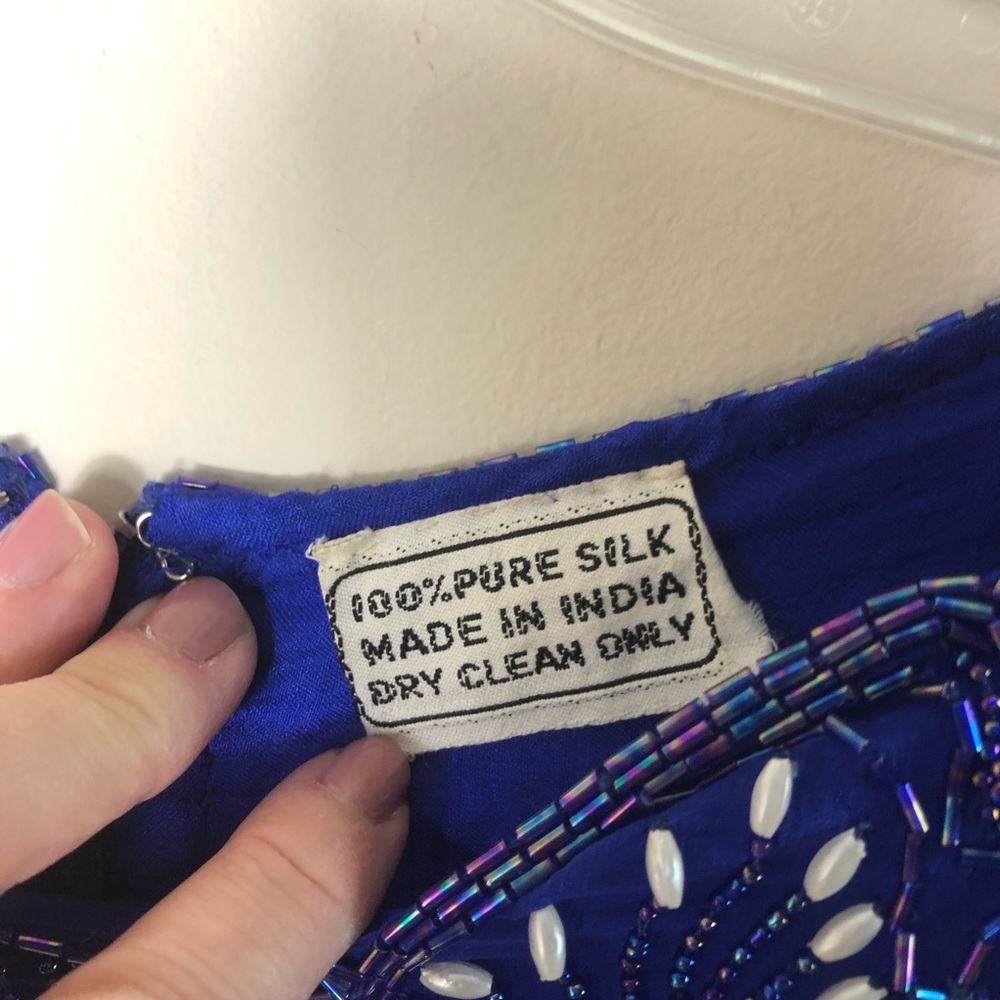 100%PURE SILK
MADE IN INDIA
DRY CLEAN ONLY